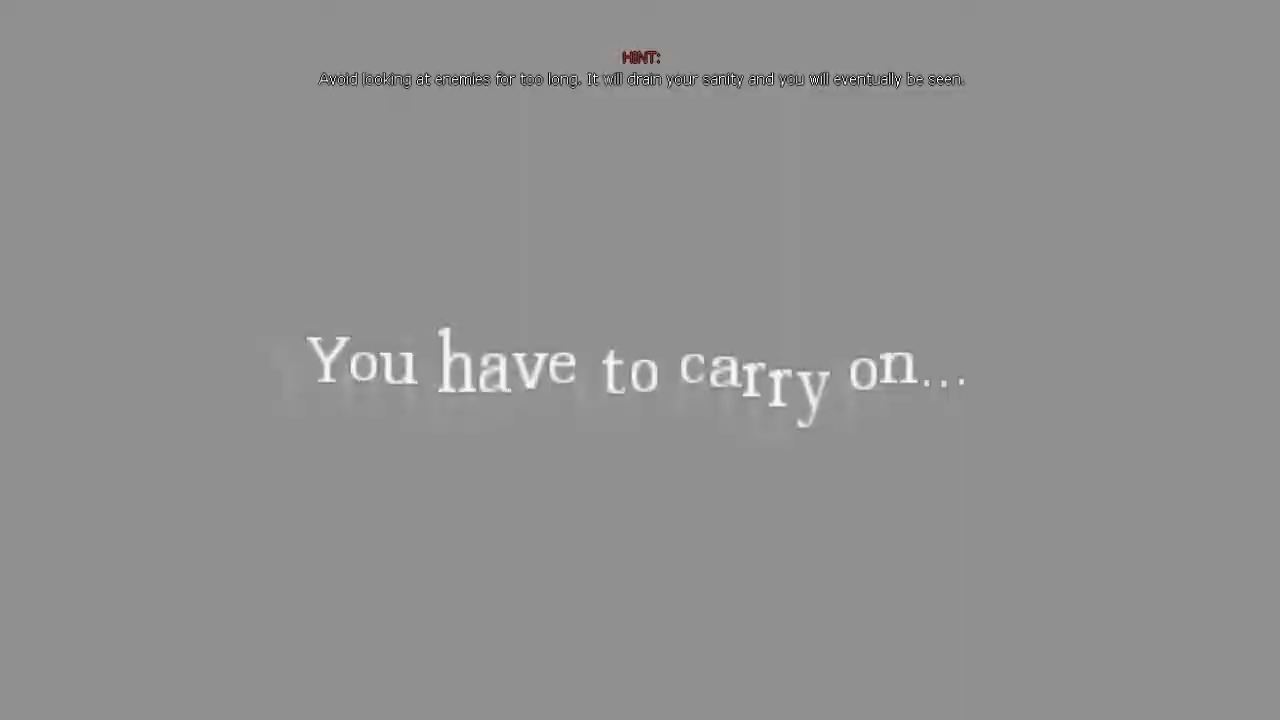 HINT:
Avoid looking at enemies for too long. It will drain your sanity and you will eventually be seen.
You have to carry on...